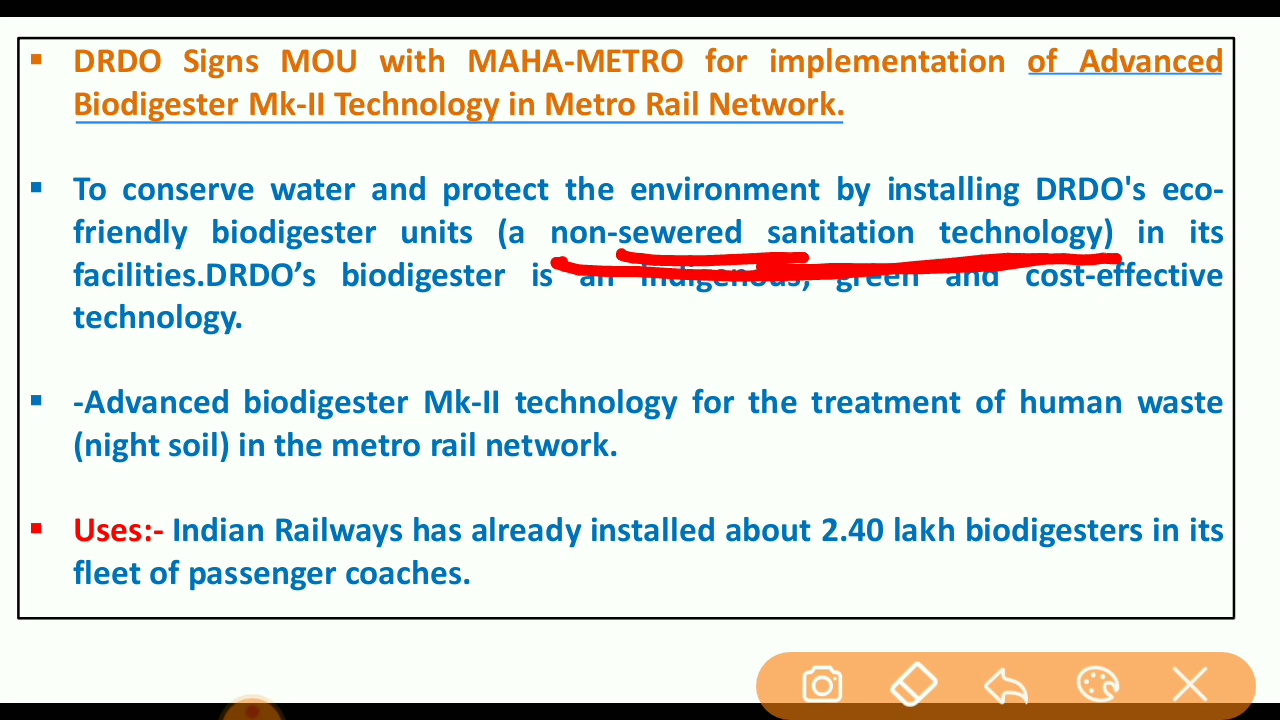 DRDO Signs MOU with MAHA-METRO for implementation of Advanced
Biodigester Mk-II Technology in Metro Rail Network.
To conserve water and protect the environment by installing DRDO's eco-
friendly biodigester units (a non-sewered sanitation technology) in its
facilities.DRDO’s biodigester is an indigenous, green and cost-effective
technology.
-Advanced biodigester Mk-II technology for the treatment of human waste
(night soil) in the metro rail network.
Uses:- Indian Railways has already installed about 2.40 lakh biodigesters in its
fleet of passenger coaches.